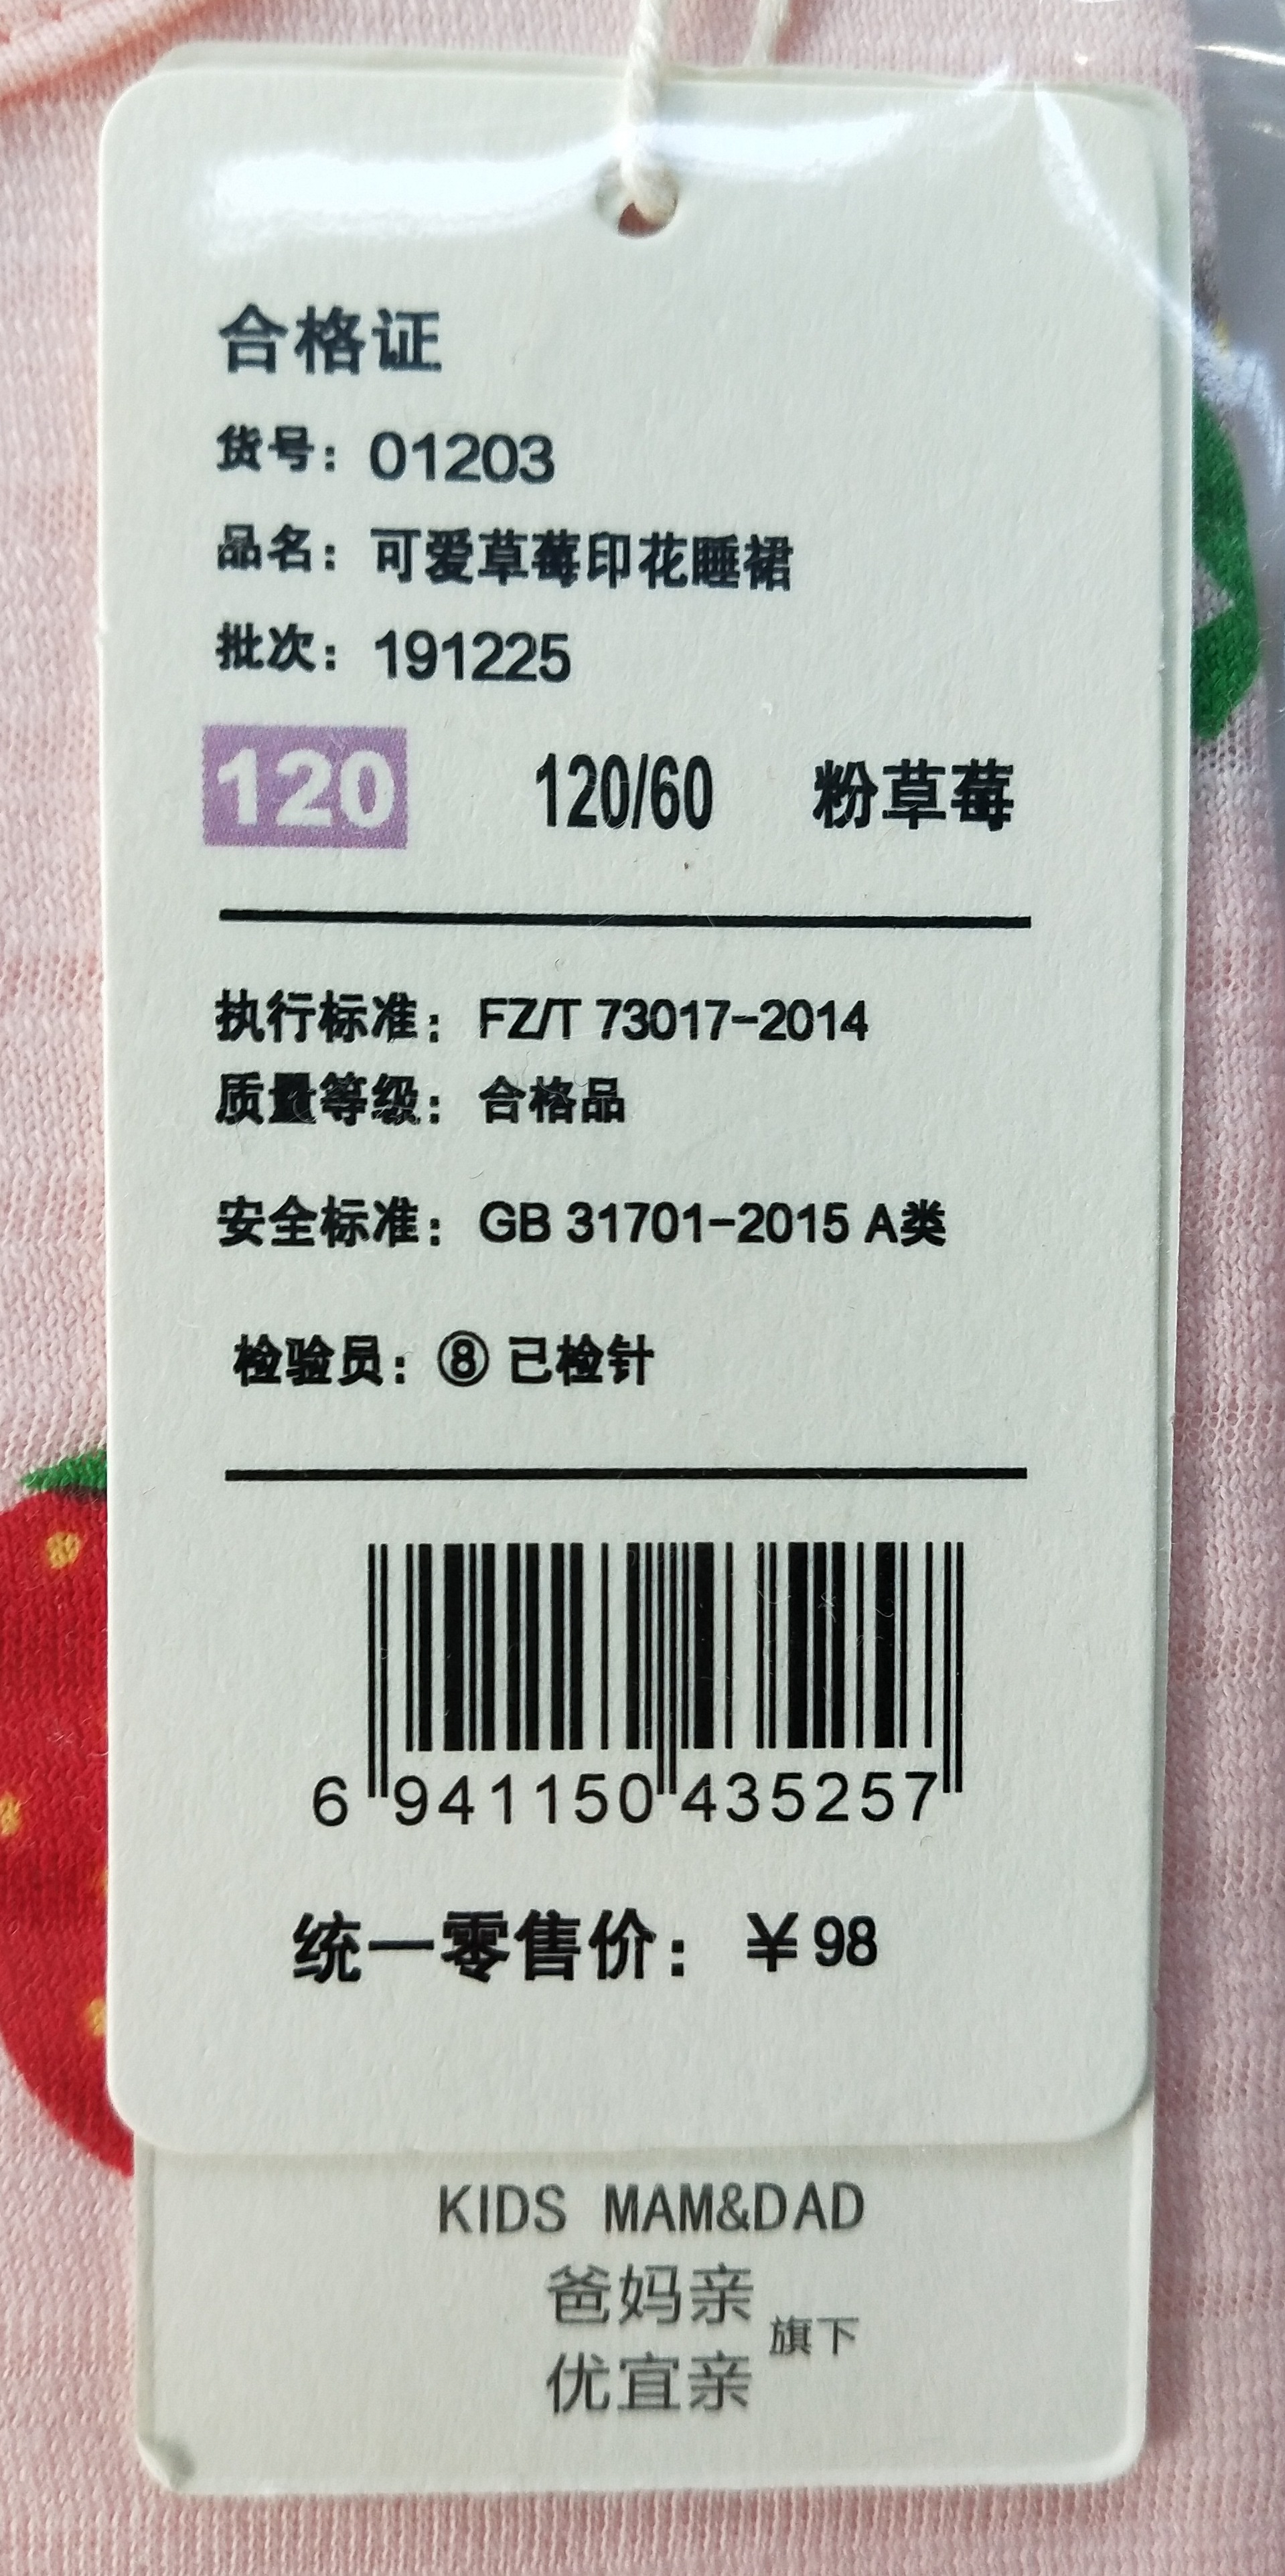 合格证
货号：01203
品名：可爱草莓印花睡裙
批次：191225
120 120/60 粉草莓
执行标准：FZ/T 73017-2014
质量等级：合格品
安全标准：GB 31701-2015 A类
检验员：⑧ 已检针
6 941150 435257
统一零售价：￥98
KIDS MAM&DAD
爸妈亲
旗下
优宜亲